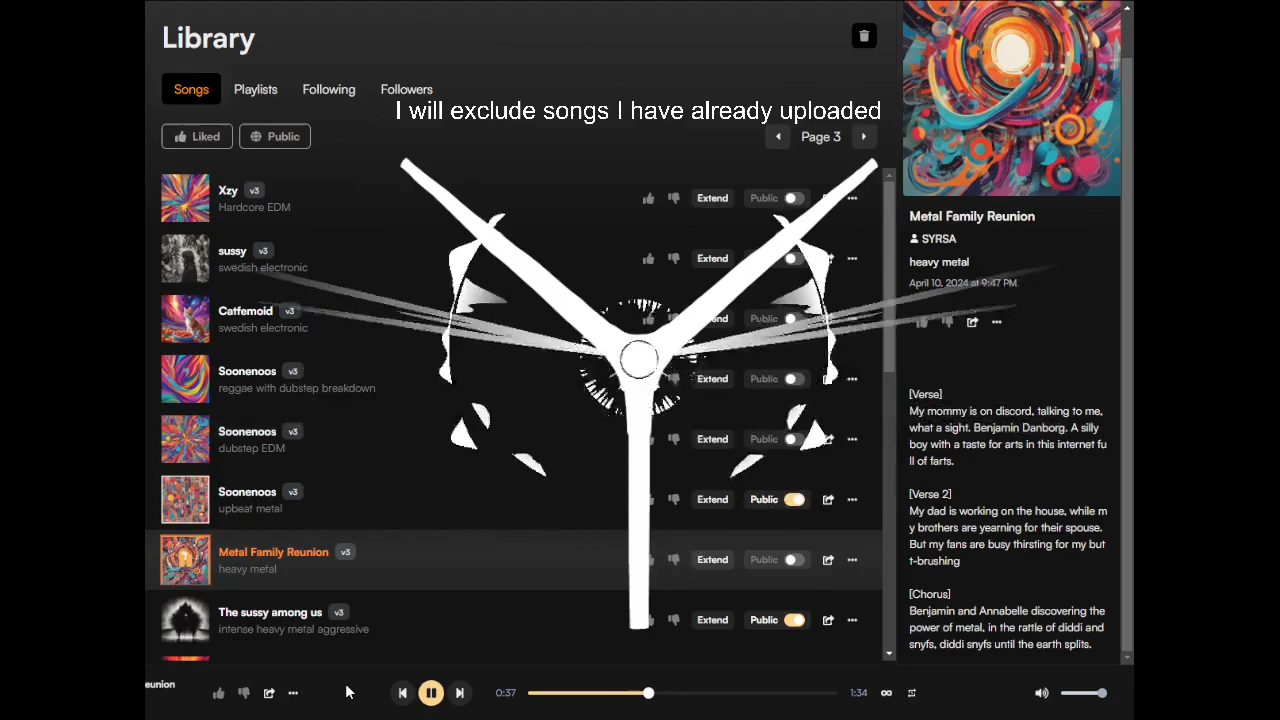 Library
Songs Playlists Following Followers
I will exclude songs I have already uploaded
Liked Public Page 3
Xzy v3
Hardcore EDM
Extend Public
sussy v3
swedish electronic
Catfemoid v3
swedish electronic
Extend Public
Soonenoos v3
reggae with dubstep breakdown
Extend Public
Soonenoos v3
dubstep EDM
Extend Public
Soonenoos v3
upbeat metal
Extend Public
Metal Family Reunion v3
heavy metal
Extend Public
The sussy among us v3
intense heavy metal aggressive
Extend Public
Metal Family Reunion
SYRSA
heavy metal
April 10, 2024 at 9:47 PM
[Verse]
My mommy is on discord, talking to me,
what a sight. Benjamin Danborg. A silly
boy with a taste for arts in this internet fu
ll of farts.
[Verse 2]
My dad is working on the house, while m
y brothers are yearning for their spouse.
But my fans are busy thirsting for my but
t-brushing
[Chorus]
Benjamin and Annabelle discovering the
power of metal, in the rattle of diddi and
snyfs, diddi snyfs until the earth splits.
eunion
0:37 1:34